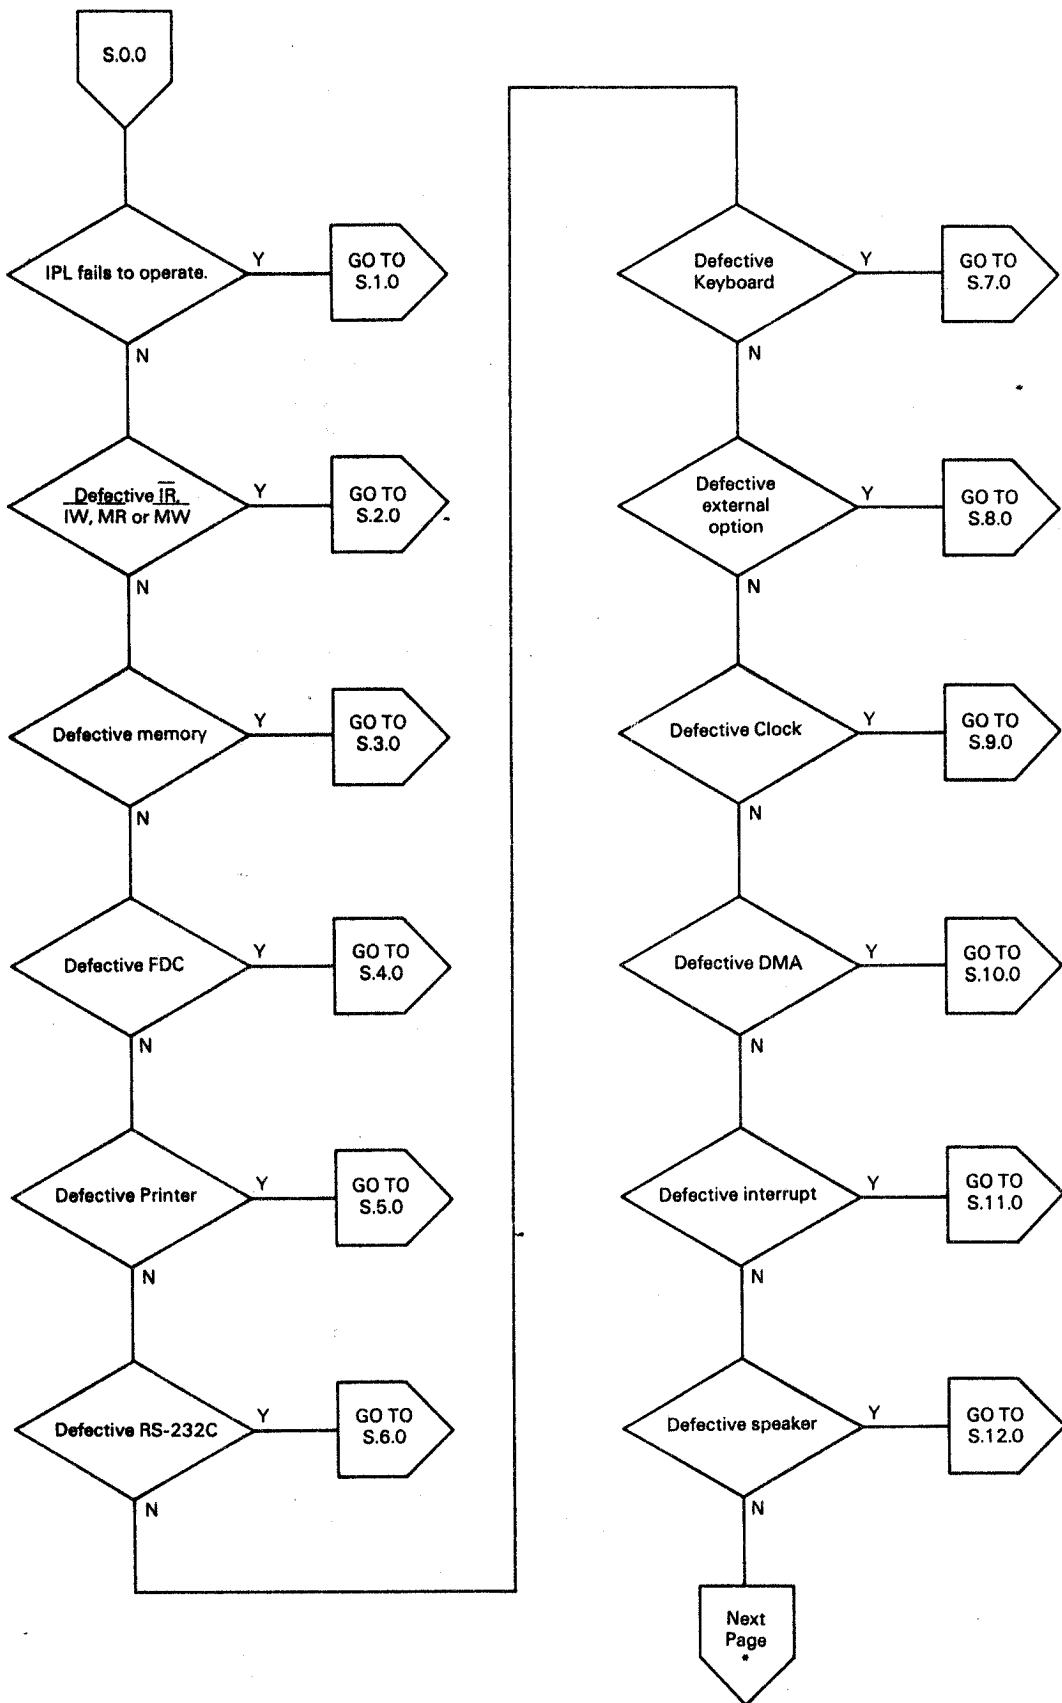 S.0.0
IPL fails to operate.
Y
GO TO
S.1.0
N
Defective I̅R̅,
I̅W̅, M̅R̅ or M̅W̅
Y
GO TO
S.2.0
N
Defective memory
Y
GO TO
S.3.0
N
Defective FDC
Y
GO TO
S.4.0
N
Defective Printer
Y
GO TO
S.5.0
N
Defective RS-232C
Y
GO TO
S.6.0
N
Defective
Keyboard
Y
GO TO
S.7.0
N
Defective
external
option
Y
GO TO
S.8.0
N
Defective Clock
Y
GO TO
S.9.0
N
Defective DMA
Y
GO TO
S.10.0
N
Defective interrupt
Y
GO TO
S.11.0
N
Defective speaker
Y
GO TO
S.12.0
N
Next
Page
*